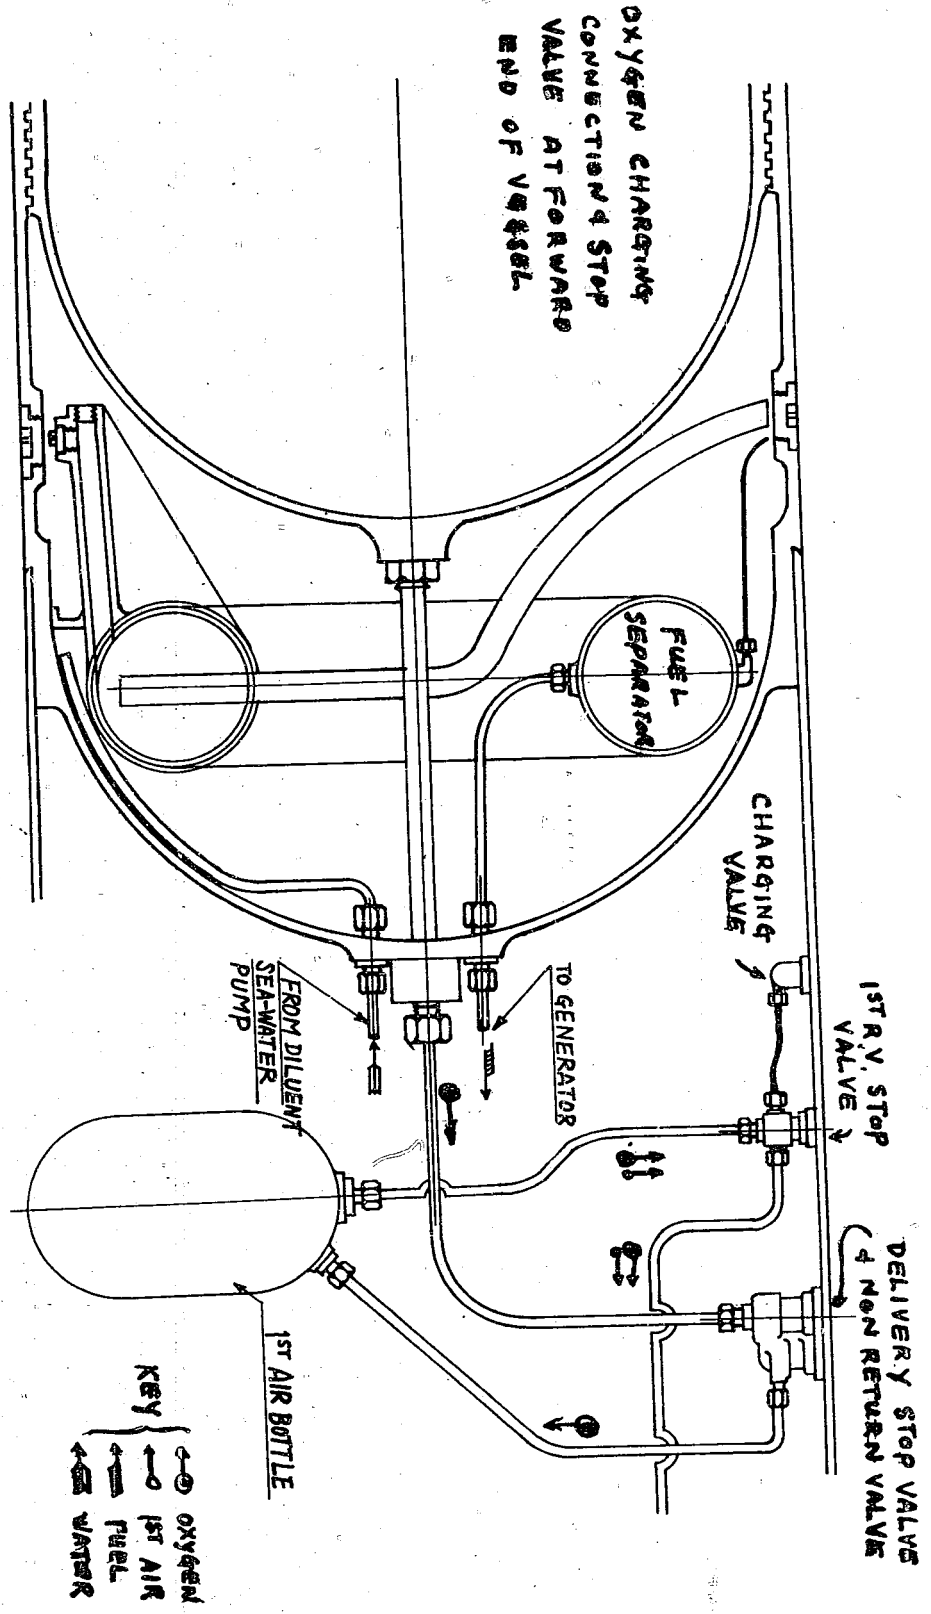 OXYGEN CHARGING
CONNECTION & STOP
VALVE AT FORWARD
END OF VESSEL
FUEL
SEPARATOR
CHARGING
VALVE
1ST R.V. STOP
VALVE
DELIVERY STOP VALVE
& NON RETURN VALVE
TO GENERATOR
FROM DILUENT
SEA-WATER
PUMP
1ST AIR BOTTLE
KEY
OXYGEN
1ST AIR
FUEL
WATER